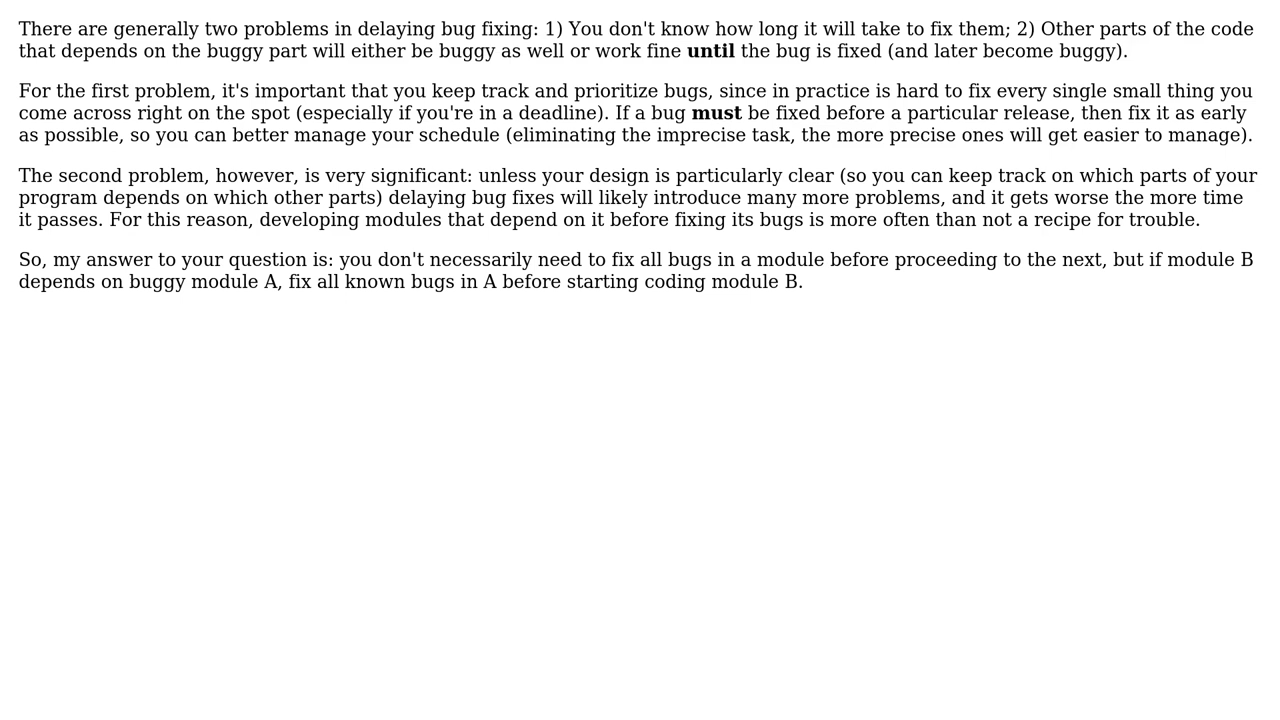 There are generally two problems in delaying bug fixing: 1) You don't know how long it will take to fix them; 2) Other parts of the code
that depends on the buggy part will either be buggy as well or work fine until the bug is fixed (and later become buggy).
For the first problem, it's important that you keep track and prioritize bugs, since in practice is hard to fix every single small thing you
come across right on the spot (especially if you're in a deadline). If a bug must be fixed before a particular release, then fix it as early
as possible, so you can better manage your schedule (eliminating the imprecise task, the more precise ones will get easier to manage).
The second problem, however, is very significant: unless your design is particularly clear (so you can keep track on which parts of your
program depends on which other parts) delaying bug fixes will likely introduce many more problems, and it gets worse the more time
it passes. For this reason, developing modules that depend on it before fixing its bugs is more often than not a recipe for trouble.
So, my answer to your question is: you don't necessarily need to fix all bugs in a module before proceeding to the next, but if module B
depends on buggy module A, fix all known bugs in A before starting coding module B.